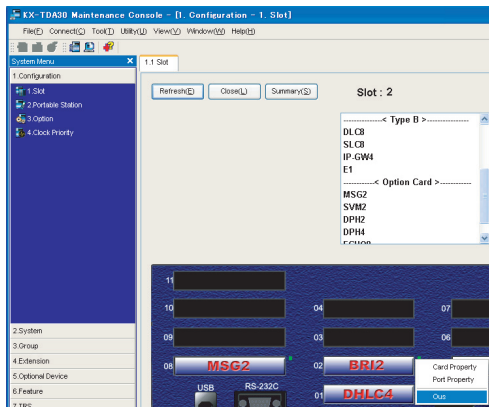 KX-TDA30 Maintenance Console - [1. Configuration - 1. Slot]
File(F) Connect(C) Tool(T) Utility(U) View(V) Window(W) Help(H)
System Menu
1.1 Slot
1.Configuration
1.Slot
2.Portable Station
3.Option
4.Clock Priority
Refresh(E) Close(L) Summary(S)
Slot : 2
---------------< Type B >---------------
DLC8
SLC8
IP-GW4
E1
------------< Option Card >-----------
MSG2
SVM2
DPH2
DPH4
ECHO8
11
10 04 07
09 03 06
08 MSG2 02 BRI2
USB RS-232C 01 DHLC4
Card Property
Port Property
Ous
2.System
3.Group
4.Extension
5.Optional Device
6.Feature
7.TRS